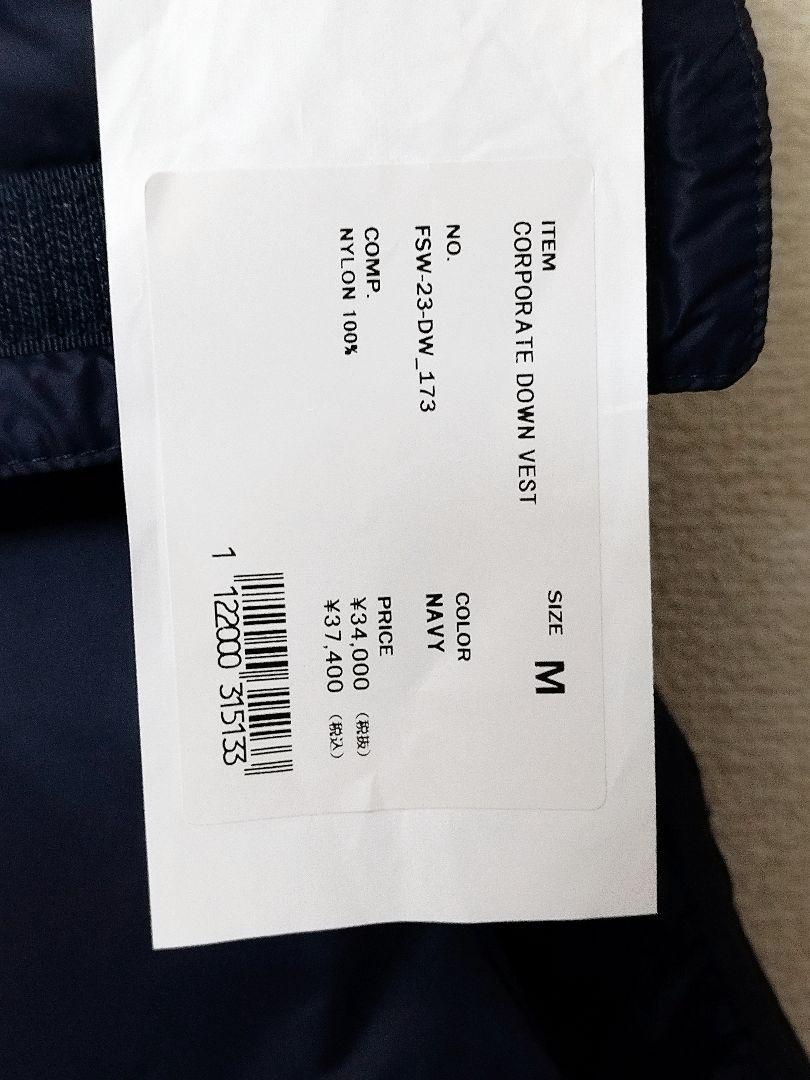 ITEM
CORPORATE DOWN VEST
SIZE M
NO.
FSW-23-DW_173
COLOR
NAVY
COMP.
NYLON 100%
PRICE
¥34,000 (税抜)
¥37,400 (税込)
1 122000 315133